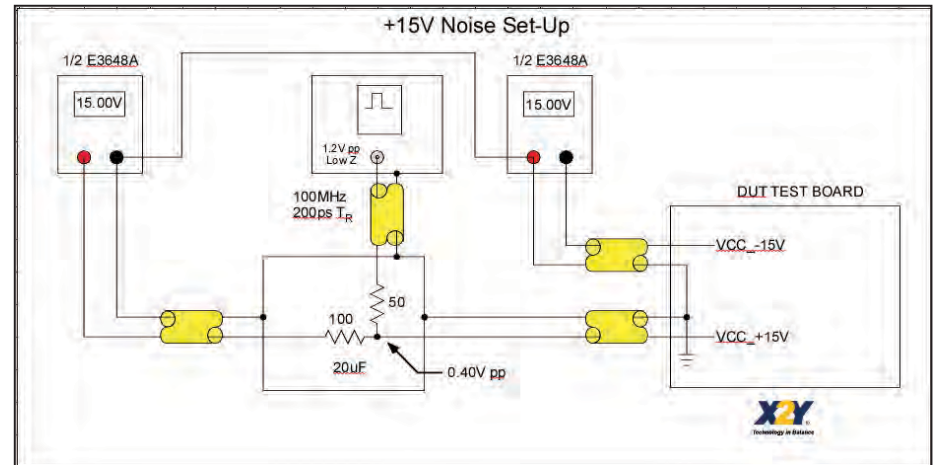 +15V Noise Set-Up
1/2 E3648A
1/2 E3648A
15.00V
15.00V
1.2V pp
Low Z
100MHz
200ps TR
DUT TEST BOARD
VCC_-15V
50
100
VCC_+15V
20uF
0.40V pp
X2Y®
Technology in Balance